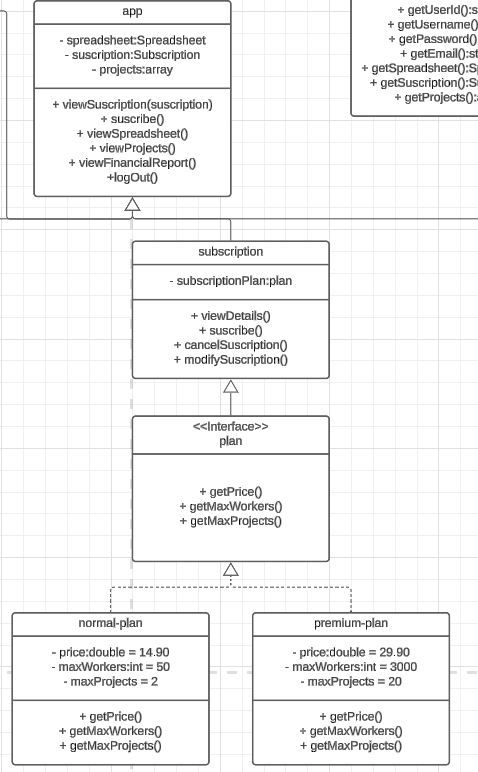 app
- spreadsheet:Spreadsheet
- suscription:Subscription
- projects:array
+ viewSuscription(suscription)
+ suscribe()
+ viewSpreadsheet()
+ viewProjects()
+ viewFinancialReport()
+logOut()
+ getUserId():s
+ getUsername()
+ getPassword()
+ getEmail():st
+ getSpreadsheet():Sp
+ getSuscription():Su
+ getProjects():a
subscription
- subscriptionPlan:plan
+ viewDetails()
+ suscribe()
+ cancelSuscription()
+ modifySuscription()
<<Interface>>
plan
+ getPrice()
+ getMaxWorkers()
+ getMaxProjects()
normal-plan
- price:double = 14.90
- maxWorkers:int = 50
- maxProjects = 2
+ getPrice()
+ getMaxWorkers()
+ getMaxProjects()
premium-plan
- price:double = 29.90
- maxWorkers:int = 3000
- maxProjects = 20
+ getPrice()
+ getMaxWorkers()
+ getMaxProjects()